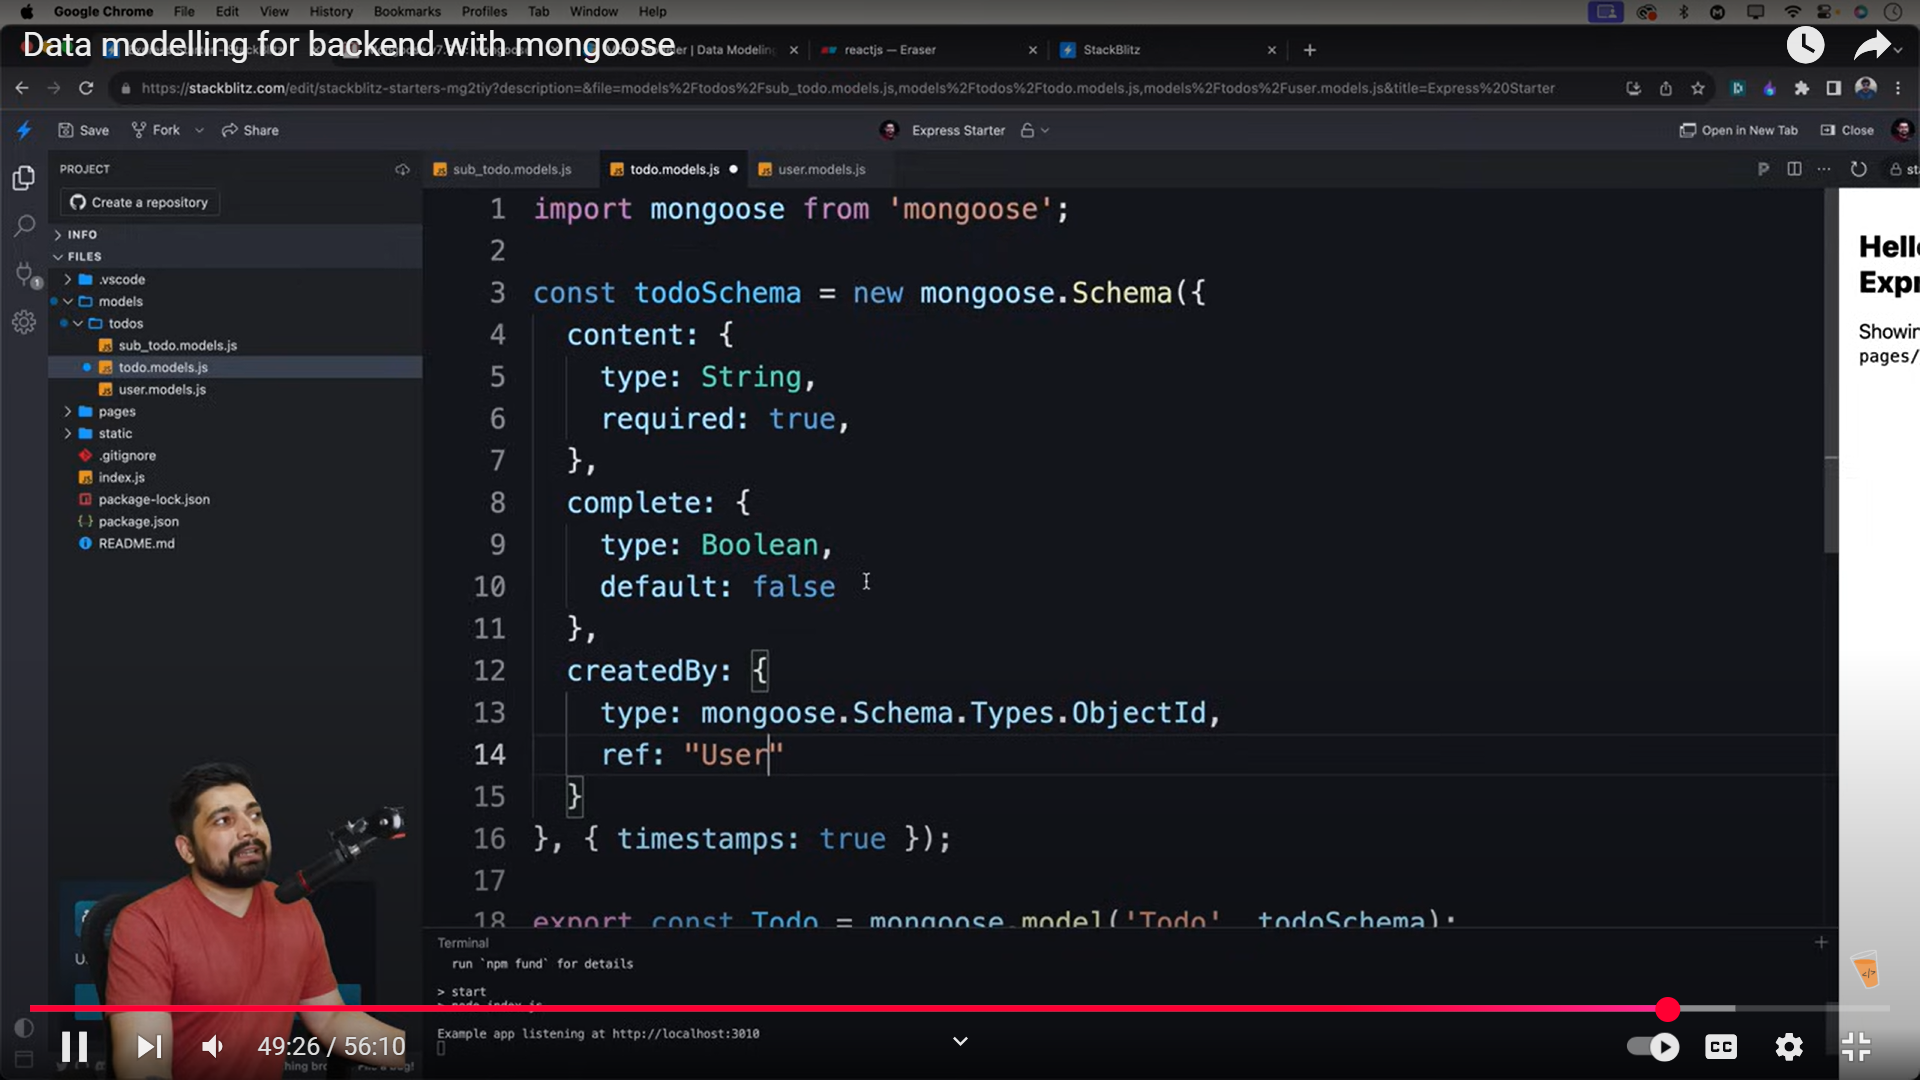 Google Chrome File Edit View History Bookmarks Profiles Tab Window Help
Data modelling for backend with mongoose
| Data Modeling
reactjs — Eraser
StackBlitz
https://stackblitz.com/edit/stackblitz-starters-mg2tiy?description=&file=models%2Ftodos%2Fsub_todo.models.js,models%2Ftodos%2Ftodo.models.js,models%2Ftodos%2Fuser.models.js&title=Express%20Starter
Save Fork Share Express Starter Open in New Tab Close
PROJECT
Create a repository
INFO
FILES
.vscode
models
todos
sub_todo.models.js
todo.models.js
user.models.js
pages
static
.gitignore
index.js
package-lock.json
package.json
README.md
sub_todo.models.js todo.models.js user.models.js
1 import mongoose from 'mongoose';
2
3 const todoSchema = new mongoose.Schema({
4 content: {
5 type: String,
6 required: true,
7 },
8 complete: {
9 type: Boolean,
10 default: false
11 },
12 createdBy: {
13 type: mongoose.Schema.Types.ObjectId,
14 ref: "User"
15 }
16 }, { timestamps: true });
17
18 export const Todo = mongoose.model('Todo', todoSchema);
Terminal
run `npm fund` for details
> start
> node index.js
Example app listening at http://localhost:3010
Hell
Expr
Showin
pages/
49:26 / 56:10
CC